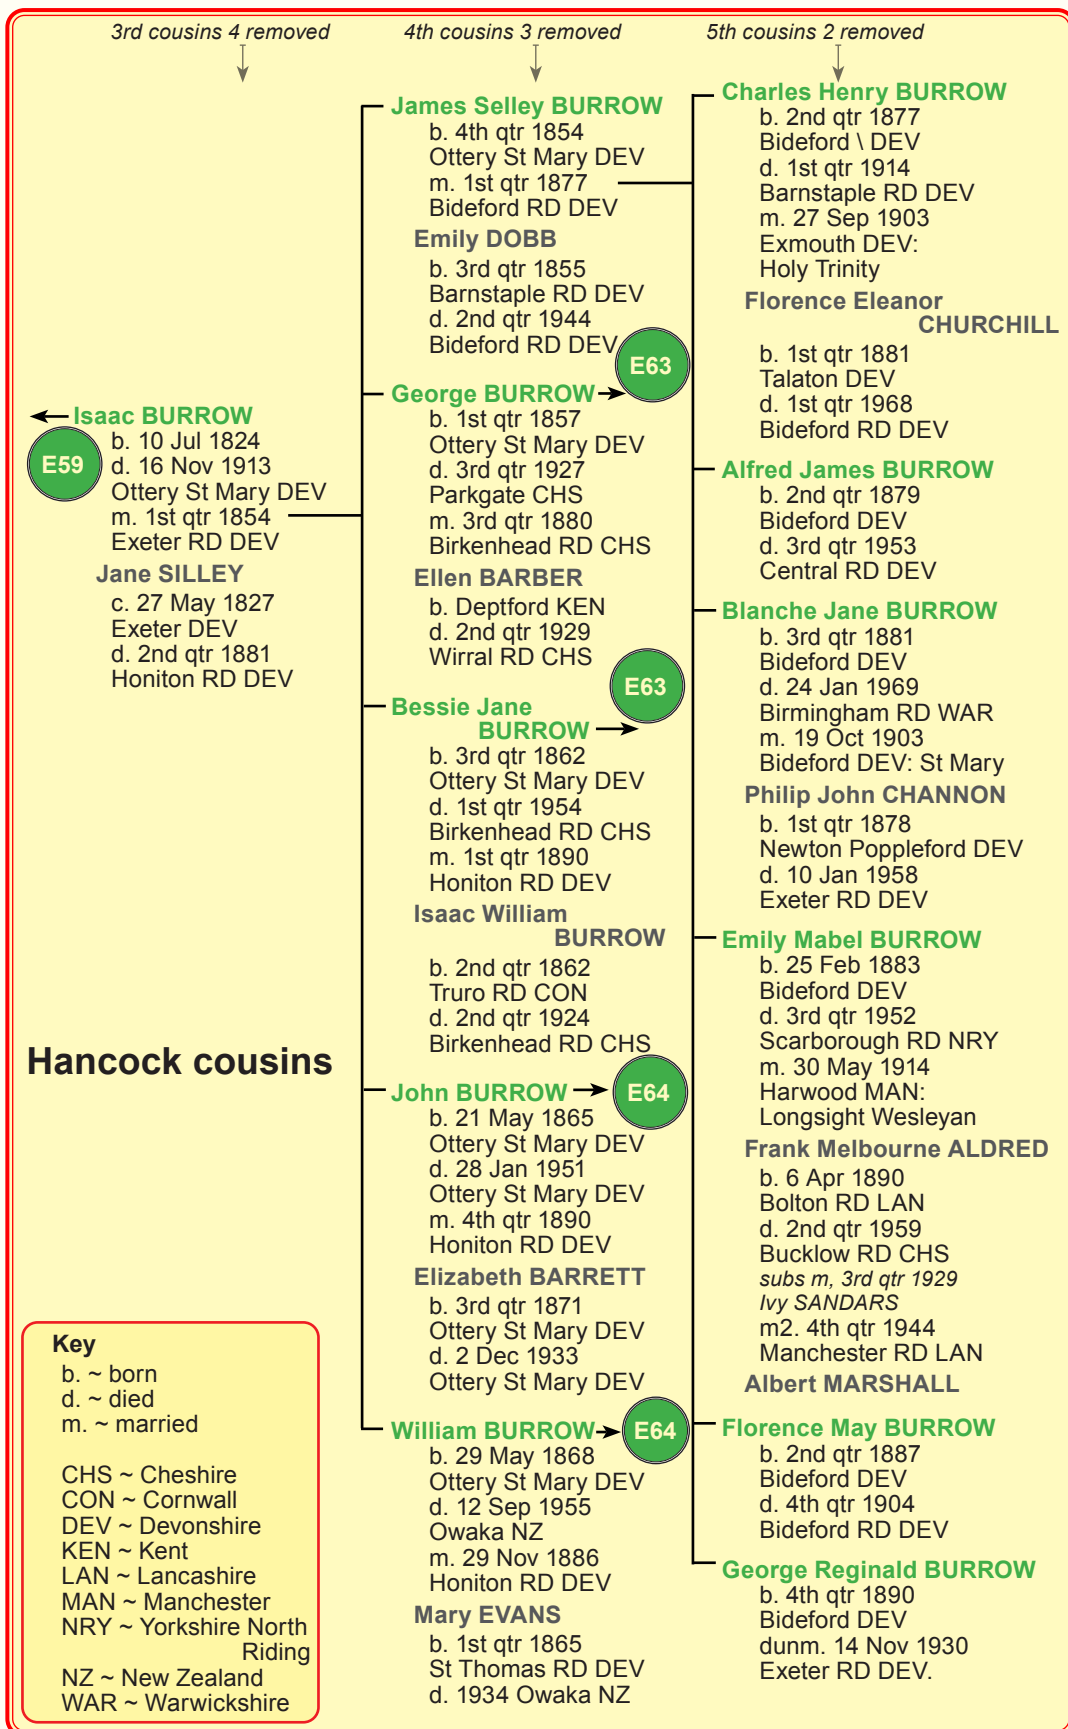 3rd cousins 4 removed
4th cousins 3 removed
5th cousins 2 removed
Isaac BURROW
E59
b. 10 Jul 1824
d. 16 Nov 1913
Ottery St Mary DEV
m. 1st qtr 1854
Exeter RD DEV
Jane SILLEY
c. 27 May 1827
Exeter DEV
d. 2nd qtr 1881
Honiton RD DEV
Hancock cousins
Key
b. ~ born
d. ~ died
m. ~ married
CHS ~ Cheshire
CON ~ Cornwall
DEV ~ Devonshire
KEN ~ Kent
LAN ~ Lancashire
MAN ~ Manchester
NRY ~ Yorkshire North
Riding
NZ ~ New Zealand
WAR ~ Warwickshire
James Selley BURROW
b. 4th qtr 1854
Ottery St Mary DEV
m. 1st qtr 1877
Bideford RD DEV
Emily DOBB
b. 3rd qtr 1855
Barnstaple RD DEV
d. 2nd qtr 1944
Bideford RD DEV
George BURROW
E63
b. 1st qtr 1857
Ottery St Mary DEV
d. 3rd qtr 1927
Parkgate CHS
m. 3rd qtr 1880
Birkenhead RD CHS
Ellen BARBER
b. Deptford KEN
d. 2nd qtr 1929
Wirral RD CHS
Bessie Jane
BURROW
E63
b. 3rd qtr 1862
Ottery St Mary DEV
d. 1st qtr 1954
Birkenhead RD CHS
m. 1st qtr 1890
Honiton RD DEV
Isaac William
BURROW
b. 2nd qtr 1862
Truro RD CON
d. 2nd qtr 1924
Birkenhead RD CHS
John BURROW
E64
b. 21 May 1865
Ottery St Mary DEV
d. 28 Jan 1951
Ottery St Mary DEV
m. 4th qtr 1890
Honiton RD DEV
Elizabeth BARRETT
b. 3rd qtr 1871
Ottery St Mary DEV
d. 2 Dec 1933
Ottery St Mary DEV
William BURROW
E64
b. 29 May 1868
Ottery St Mary DEV
d. 12 Sep 1955
Owaka NZ
m. 29 Nov 1886
Honiton RD DEV
Mary EVANS
b. 1st qtr 1865
St Thomas RD DEV
d. 1934 Owaka NZ
Charles Henry BURROW
b. 2nd qtr 1877
Bideford \ DEV
d. 1st qtr 1914
Barnstaple RD DEV
m. 27 Sep 1903
Exmouth DEV:
Holy Trinity
Florence Eleanor
CHURCHILL
b. 1st qtr 1881
Talaton DEV
d. 1st qtr 1968
Bideford RD DEV
Alfred James BURROW
b. 2nd qtr 1879
Bideford DEV
d. 3rd qtr 1953
Central RD DEV
Blanche Jane BURROW
b. 3rd qtr 1881
Bideford DEV
d. 24 Jan 1969
Birmingham RD WAR
m. 19 Oct 1903
Bideford DEV: St Mary
Philip John CHANNON
b. 1st qtr 1878
Newton Poppleford DEV
d. 10 Jan 1958
Exeter RD DEV
Emily Mabel BURROW
b. 25 Feb 1883
Bideford DEV
d. 3rd qtr 1952
Scarborough RD NRY
m. 30 May 1914
Harwood MAN:
Longsight Wesleyan
Frank Melbourne ALDRED
b. 6 Apr 1890
Bolton RD LAN
d. 2nd qtr 1959
Bucklow RD CHS
subs m, 3rd qtr 1929
Ivy SANDARS
m2. 4th qtr 1944
Manchester RD LAN
Albert MARSHALL
Florence May BURROW
b. 2nd qtr 1887
Bideford DEV
d. 4th qtr 1904
Bideford RD DEV
George Reginald BURROW
b. 4th qtr 1890
Bideford DEV
dunm. 14 Nov 1930
Exeter RD DEV.